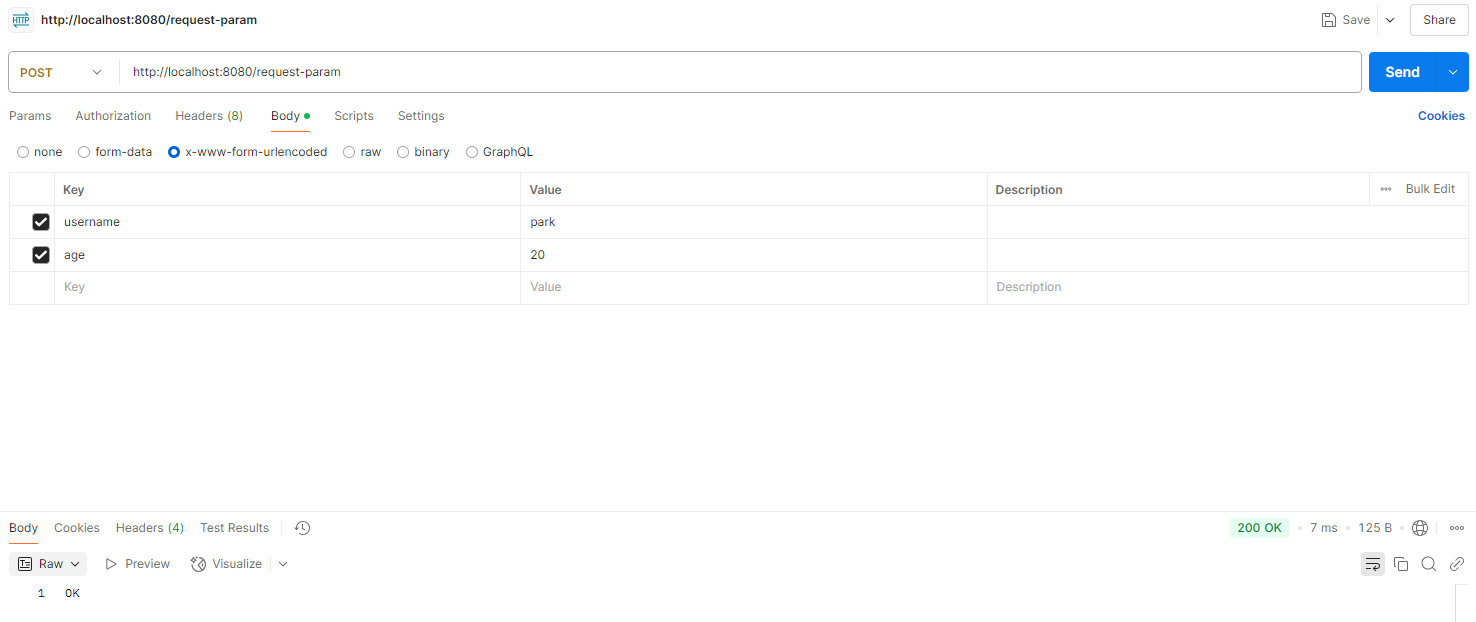 HTTP http://localhost:8080/request-param Save Share
POST http://localhost:8080/request-param Send
Params Authorization Headers (8) Body Scripts Settings Cookies
none form-data x-www-form-urlencoded raw binary GraphQL
Key Value Description Bulk Edit
username park
age 20
Key Value Description
Body Cookies Headers (4) Test Results 200 OK 7 ms 125 B
Raw Preview Visualize
1 OK